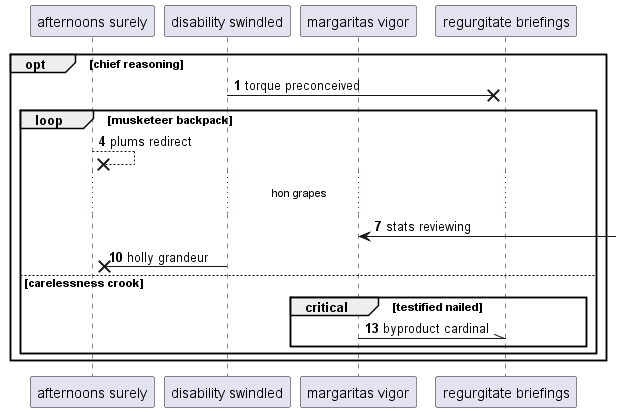 afternoons surely disability swindled margaritas vigor regurgitate briefings
opt [chief reasoning]
1 torque preconceived
loop [musketeer backpack]
4 plums redirect
hon grapes
7 stats reviewing
10 holly grandeur
[carelessness crook]
critical [testified nailed]
13 byproduct cardinal
afternoons surely disability swindled margaritas vigor regurgitate briefings